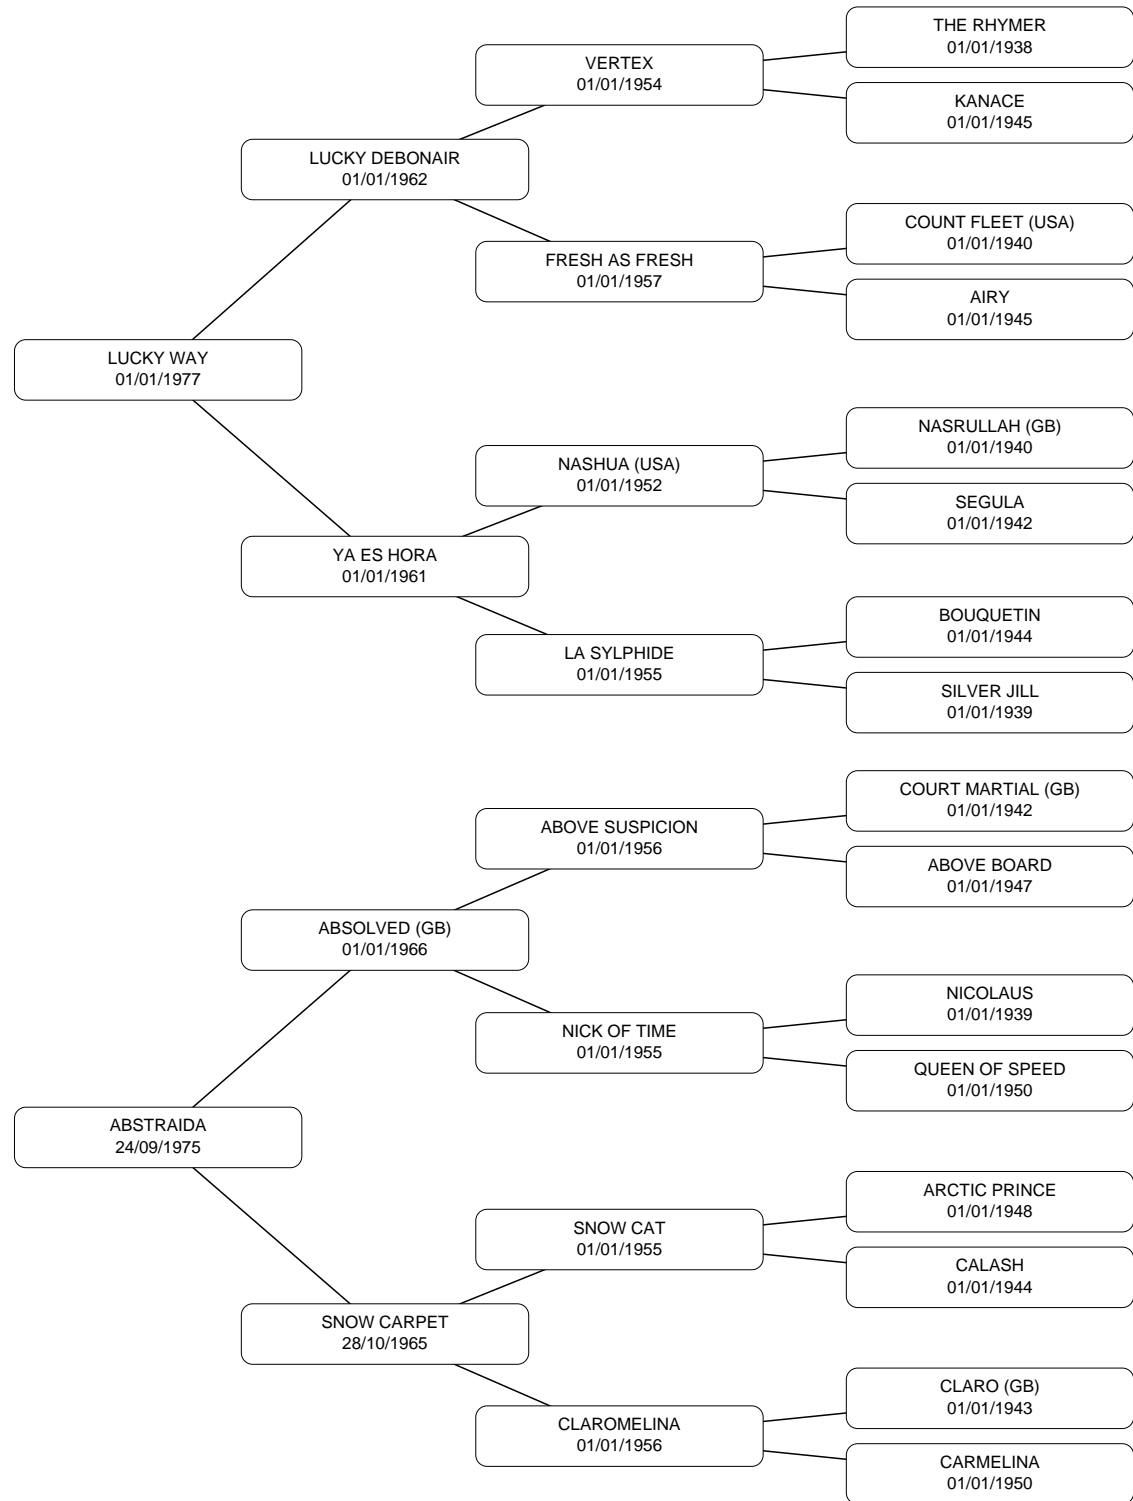 THE RHYMER
01/01/1938
VERTEX
01/01/1954
KANACE
01/01/1945
LUCKY DEBONAIR
01/01/1962
COUNT FLEET (USA)
01/01/1940
FRESH AS FRESH
01/01/1957
AIRY
01/01/1945
LUCKY WAY
01/01/1977
NASRULLAH (GB)
01/01/1940
NASHUA (USA)
01/01/1952
SEGULA
01/01/1942
YA ES HORA
01/01/1961
BOUQUETIN
01/01/1944
LA SYLPHIDE
01/01/1955
SILVER JILL
01/01/1939
COURT MARTIAL (GB)
01/01/1942
ABOVE SUSPICION
01/01/1956
ABOVE BOARD
01/01/1947
ABSOLVED (GB)
01/01/1966
NICOLAUS
01/01/1939
NICK OF TIME
01/01/1955
QUEEN OF SPEED
01/01/1950
ABSTRAIDA
24/09/1975
ARCTIC PRINCE
01/01/1948
SNOW CAT
01/01/1955
CALASH
01/01/1944
SNOW CARPET
28/10/1965
CLARO (GB)
01/01/1943
CLAROMELINA
01/01/1956
CARMELINA
01/01/1950